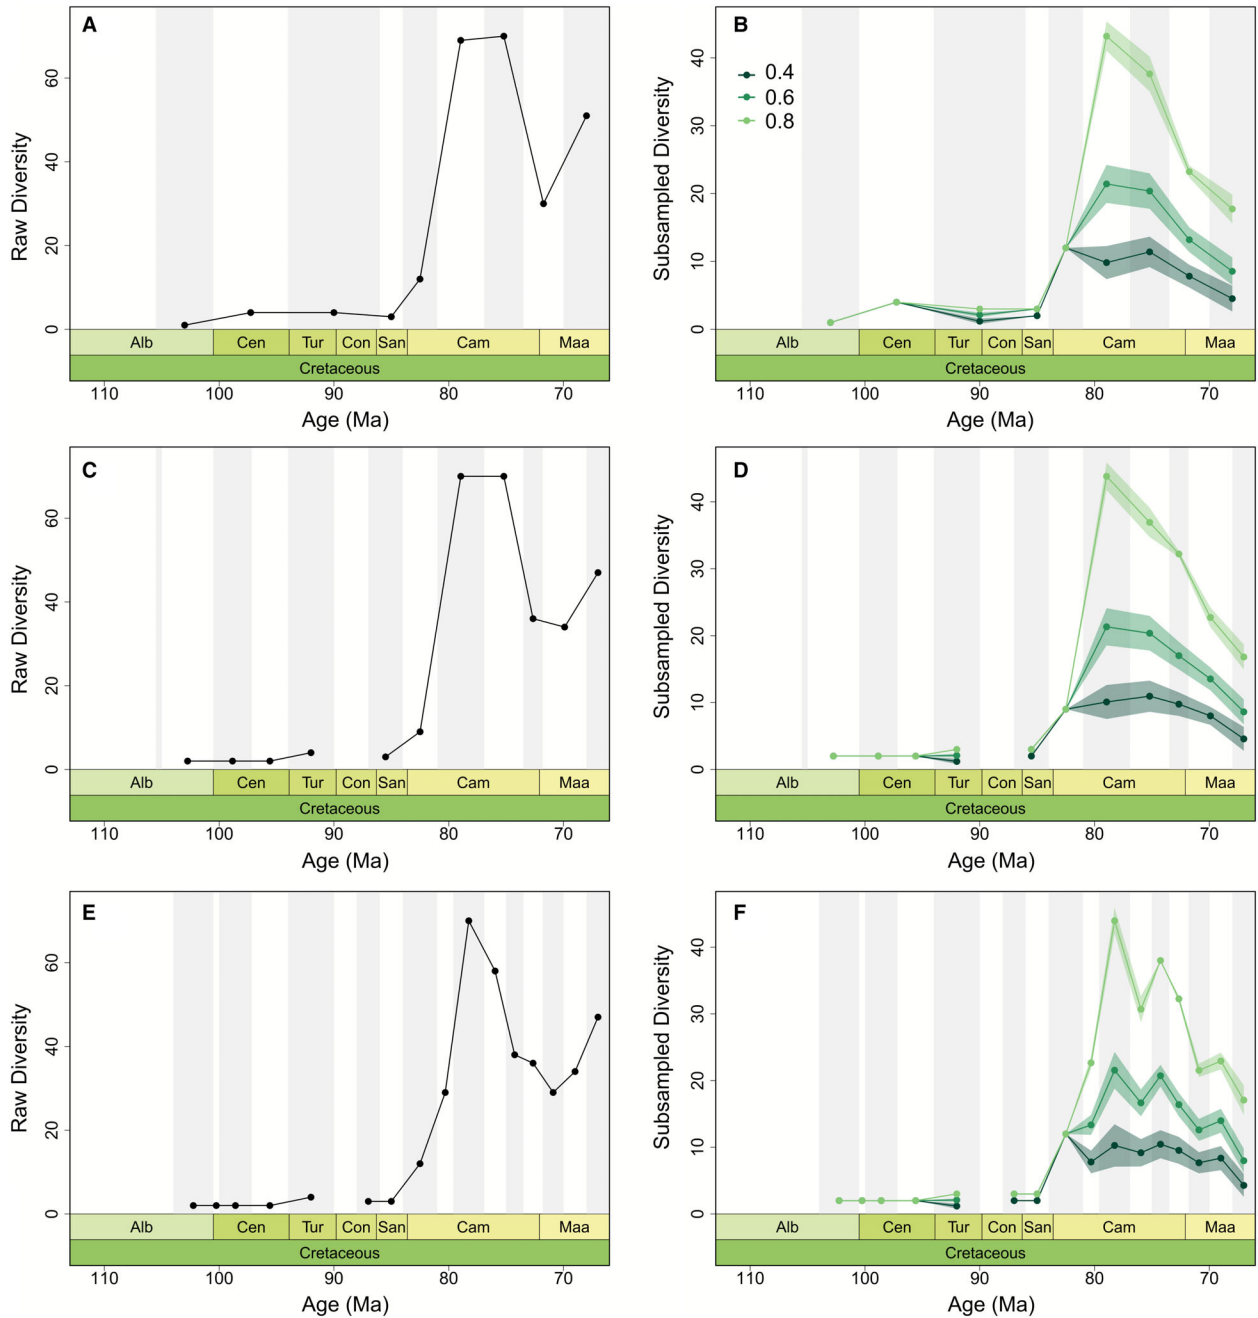 A
Raw Diversity
0 20 40 60
Alb Cen Tur Con San Cam Maa
Cretaceous
110 100 90 80 70
Age (Ma)
B
0.4
0.6
0.8
Subsampled Diversity
0 10 20 30 40
Alb Cen Tur Con San Cam Maa
Cretaceous
110 100 90 80 70
Age (Ma)
C
Raw Diversity
0 20 40 60
Alb Cen Tur Con San Cam Maa
Cretaceous
110 100 90 80 70
Age (Ma)
D
Subsampled Diversity
0 10 20 30 40
Alb Cen Tur Con San Cam Maa
Cretaceous
110 100 90 80 70
Age (Ma)
E
Raw Diversity
0 20 40 60
Alb Cen Tur Con San Cam Maa
Cretaceous
110 100 90 80 70
Age (Ma)
F
Subsampled Diversity
0 10 20 30 40
Alb Cen Tur Con San Cam Maa
Cretaceous
110 100 90 80 70
Age (Ma)